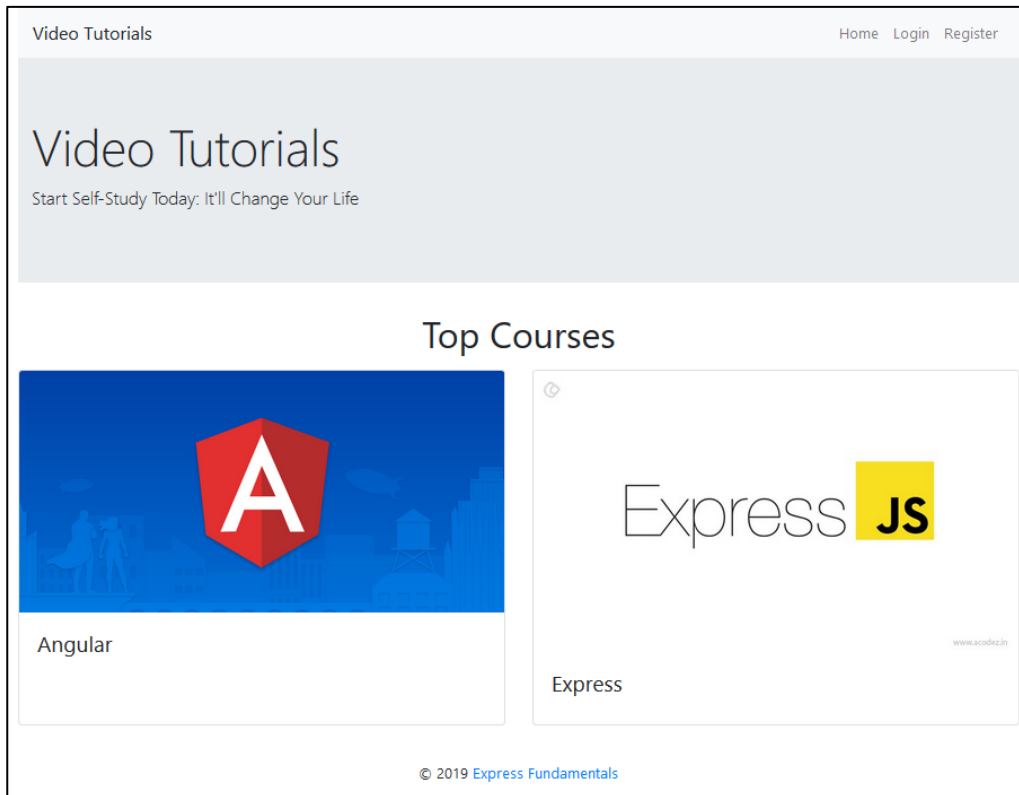 Video Tutorials
Home Login Register
Video Tutorials
Start Self-Study Today: It'll Change Your Life
Top Courses
A
Express JS
www.acodez.in
Angular
Express
© 2019 Express Fundamentals